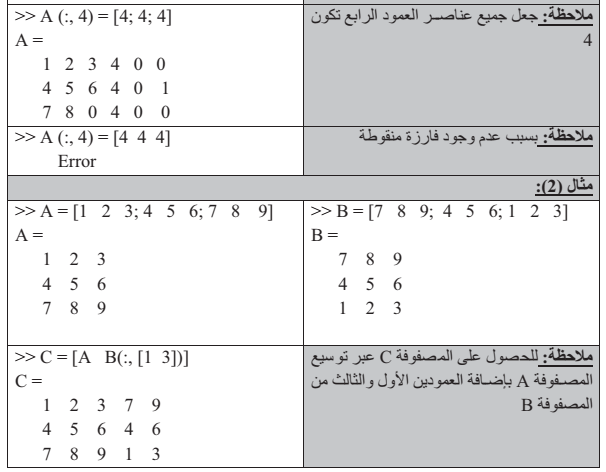 >> A (:, 4) = [4; 4; 4]
A =
1 2 3 4 0 0
4 5 6 4 0 1
7 8 0 4 0 0
ملاحظة: جعل جميع عناصر العمود الرابع تكون
4
>> A (:, 4) = [4 4 4]
Error
ملاحظة: بسبب عدم وجود فارزة منقوطة
مثال (2):
>> A = [1 2 3; 4 5 6; 7 8 9]
A =
1 2 3
4 5 6
7 8 9
>> B = [7 8 9; 4 5 6; 1 2 3]
B =
7 8 9
4 5 6
1 2 3
>> C = [A B(:, [1 3])]
C =
1 2 3 7 9
4 5 6 4 6
7 8 9 1 3
ملاحظة: للحصول على المصفوفة C عبر توسيع
المصفوفة A بإضافة العمودين الأول والثالث من
المصفوفة B